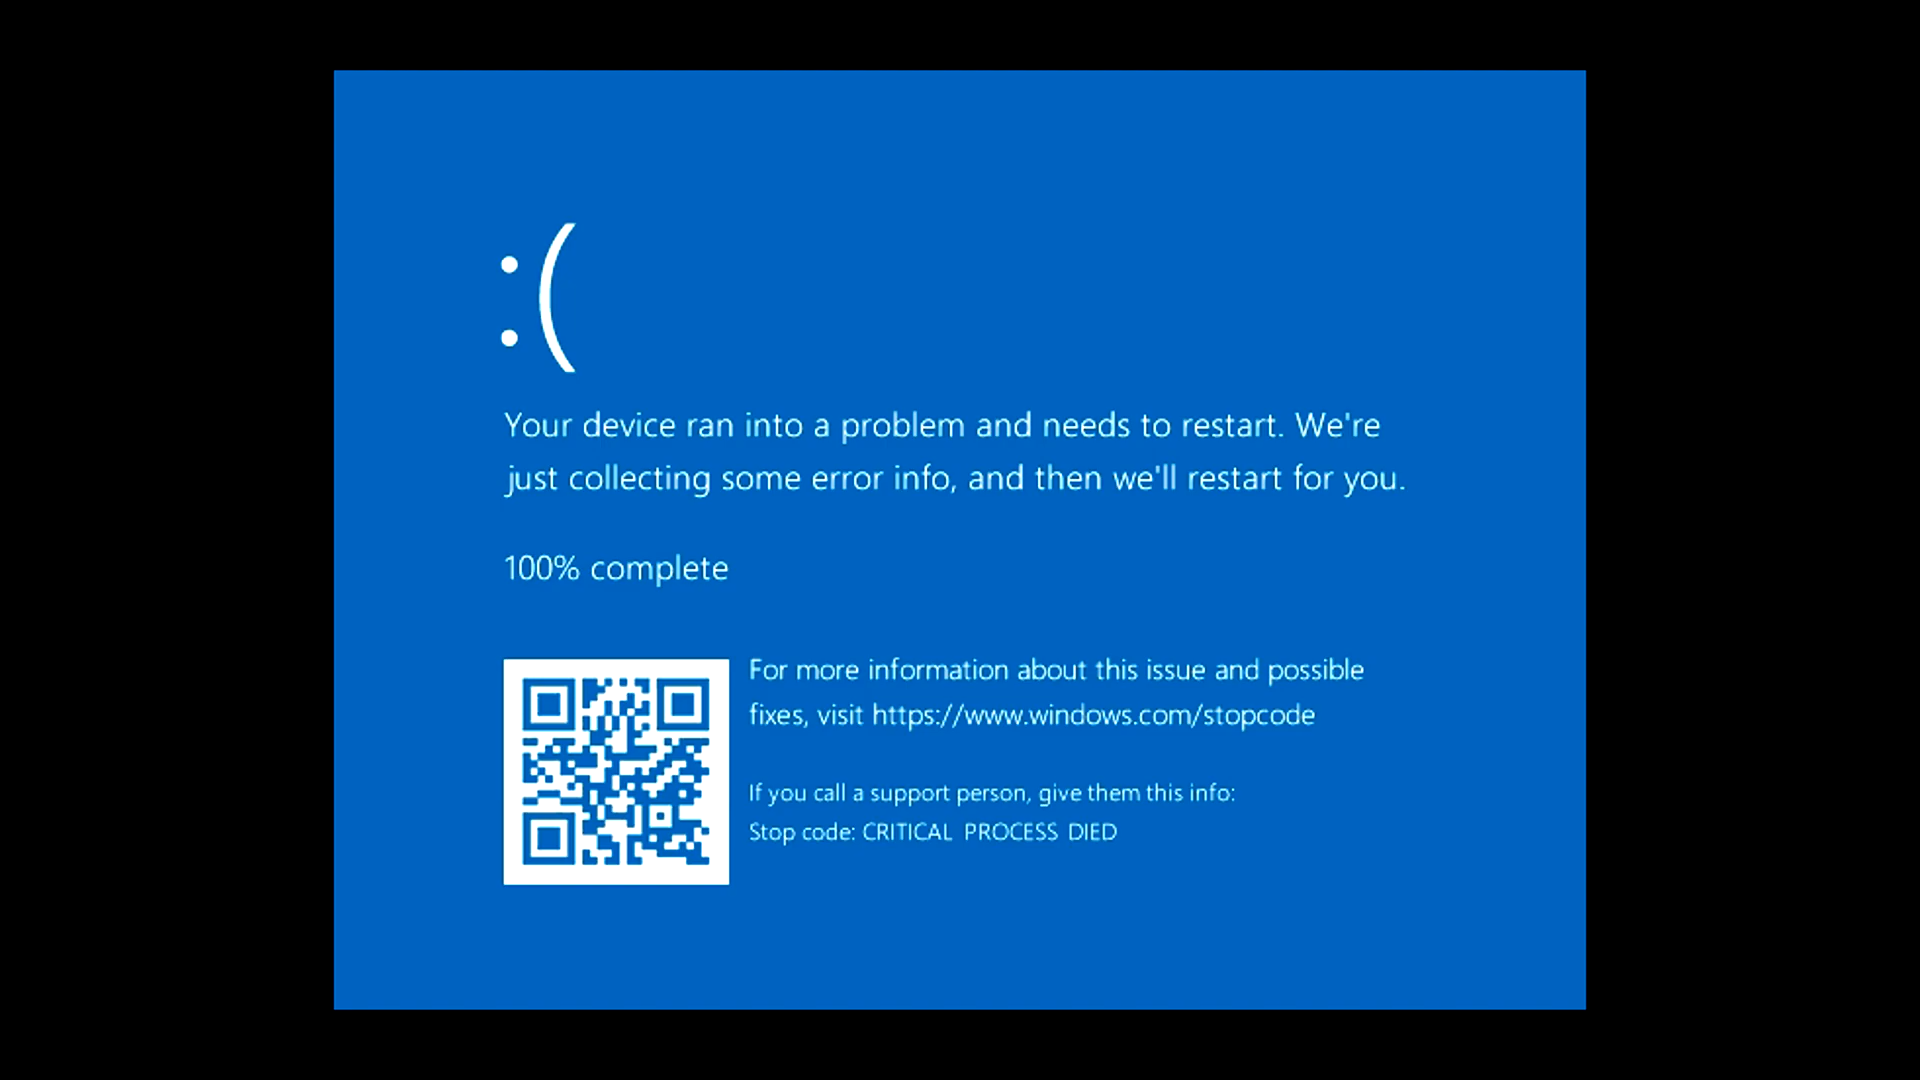 :(
Your device ran into a problem and needs to restart. We're
just collecting some error info, and then we'll restart for you.
100% complete
For more information about this issue and possible
fixes, visit https://www.windows.com/stopcode
If you call a support person, give them this info:
Stop code: CRITICAL PROCESS DIED